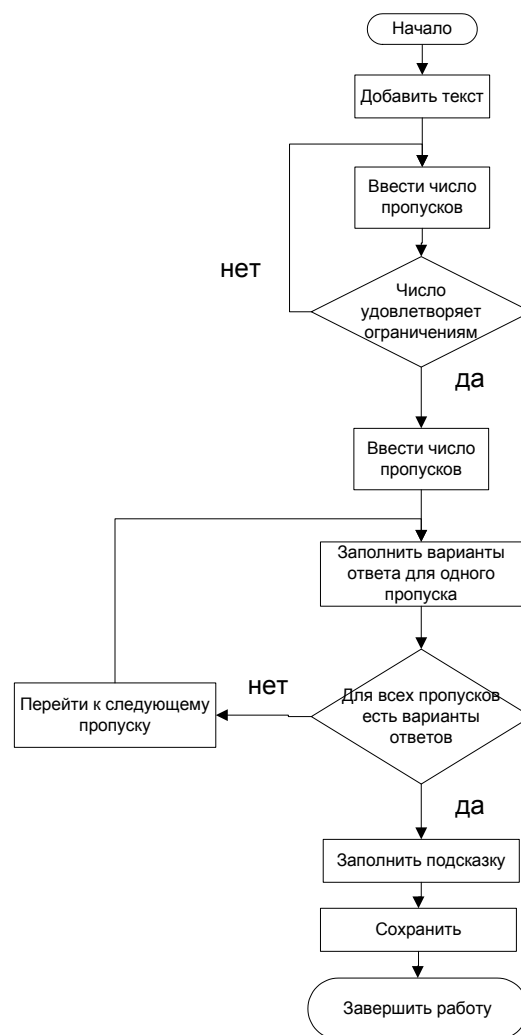 Начало
Добавить текст
Ввести число
пропусков
нет
Число
удовлетворяет
ограничениям
да
Ввести число
пропусков
Заполнить варианты
ответа для одного
пропуска
нет
Для всех пропусков
есть варианты
ответов
Перейти к следующему
пропуску
да
Заполнить подсказку
Сохранить
Завершить работу